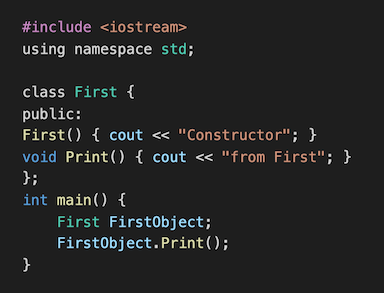 #include <iostream>
using namespace std;

class First {
public:
First() { cout << "Constructor"; }
void Print() { cout << "from First"; }
};
int main() {
    First FirstObject;
    FirstObject.Print();
}